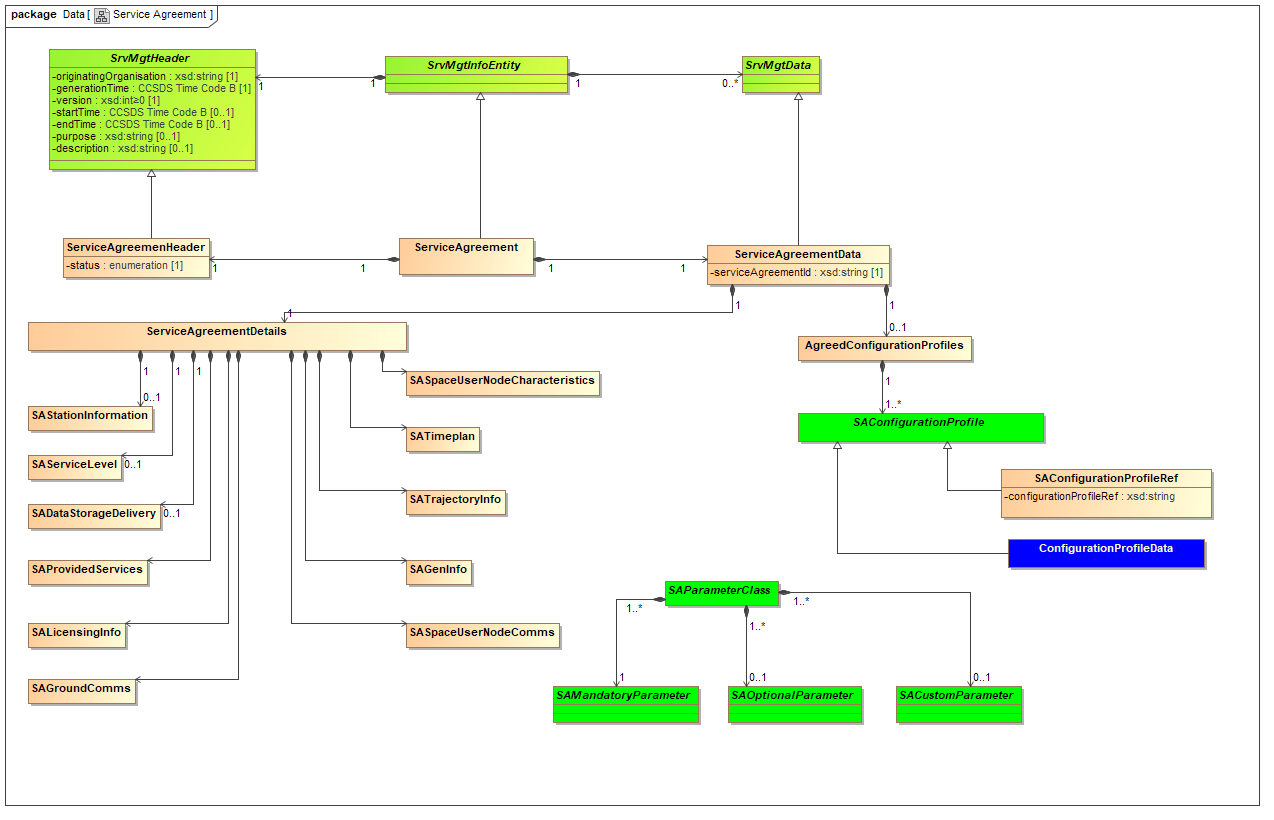 package Data [ Service Agreement ]
SrvMgtHeader
-originatingOrganisation : xsd:string [1]
-generationTime : CCSDS Time Code B [1]
-version : xsd:int≥0 [1]
-startTime : CCSDS Time Code B [0..1]
-endTime : CCSDS Time Code B [0..1]
-purpose : xsd:string [0..1]
-description : xsd:string [0..1]
1
1
SrvMgtInfoEntity
1
0..*
SrvMgtData
ServiceAgreemenHeader
-status : enumeration [1]
1
1
ServiceAgreement
1
1
ServiceAgreementData
-serviceAgreementId : xsd:string [1]
1
1
1
0..1
ServiceAgreementDetails
AgreedConfigurationProfiles
1
1..*
1
1
1
0..1
SAStationInformation
SAServiceLevel
0..1
SADataStorageDelivery
0..1
SAProvidedServices
SALicensingInfo
SAGroundComms
SASpaceUserNodeCharacteristics
SATimeplan
SATrajectoryInfo
SAGenInfo
SASpaceUserNodeComms
SAConfigurationProfile
SAConfigurationProfileRef
-configurationProfileRef : xsd:string
ConfigurationProfileData
SAParameterClass
1..*
1..*
1..*
1
0..1
0..1
SAMandatoryParameter
SAOptionalParameter
SACustomParameter